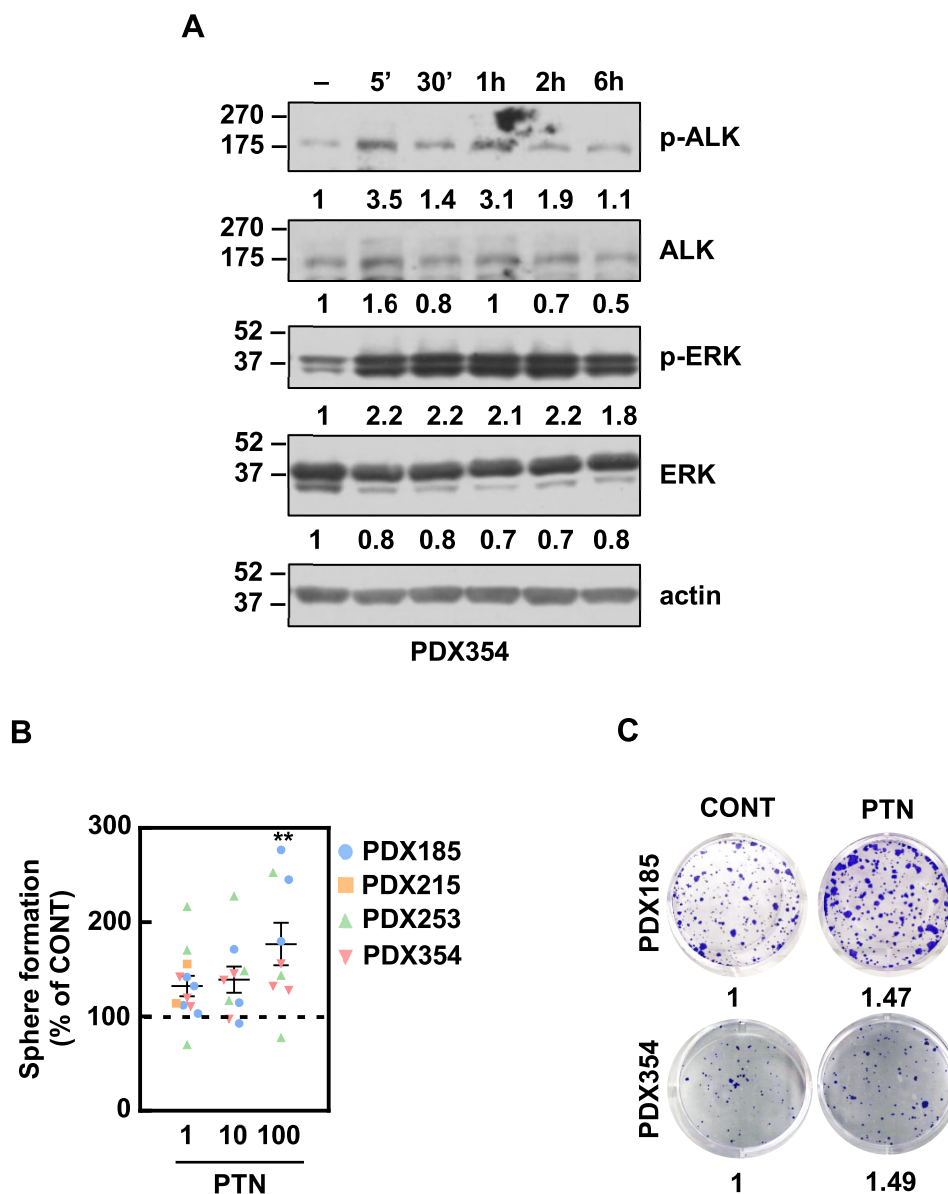 A
– 5’ 30’ 1h 2h 6h
270
175
p-ALK
1 3.5 1.4 3.1 1.9 1.1
270
175
ALK
1 1.6 0.8 1 0.7 0.5
52
37
p-ERK
1 2.2 2.2 2.1 2.2 1.8
52
37
ERK
1 0.8 0.8 0.7 0.7 0.8
52
37
actin
PDX354
B
Sphere formation
(% of CONT)
300
200
100
0
**
PDX185
PDX215
PDX253
PDX354
1 10 100
PTN
C
CONT PTN
PDX185
1 1.47
PDX354
1 1.49